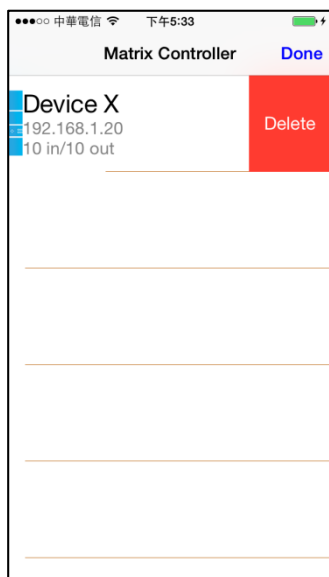 中華電信 下午5:33
Matrix Controller Done
Device X
192.168.1.20
10 in/10 out
Delete